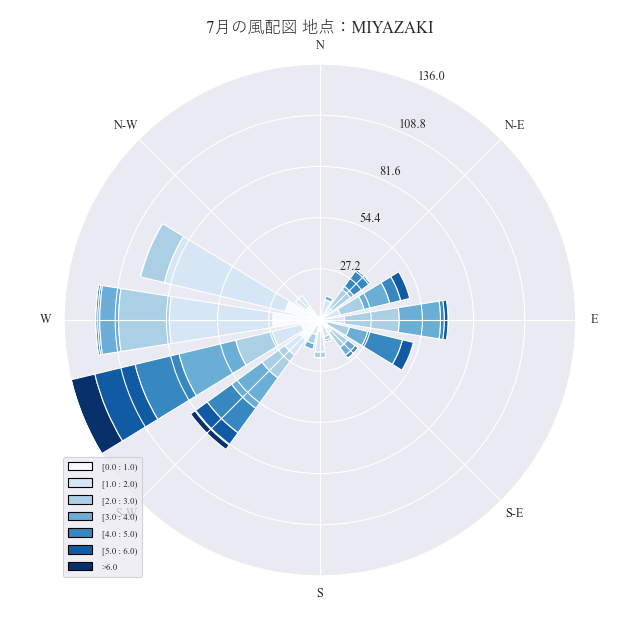 7月の風配図 地点：MIYAZAKI
N
136.0
N-W
108.8
N-E
81.6
54.4
27.2
W
E
[0.0 : 1.0)
[1.0 : 2.0)
[2.0 : 3.0)
[3.0 : 4.0)
[4.0 : 5.0)
[5.0 : 6.0)
>6.0
S-W
S-E
S